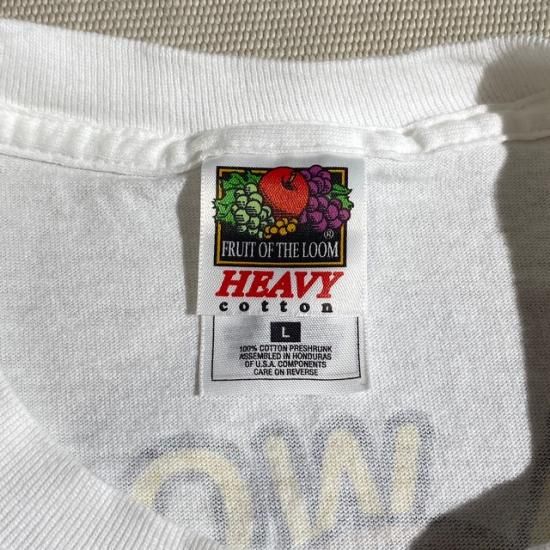 ®
FRUIT OF THE LOOM
HEAVY
cotton
L
100% COTTON PRESHRUNK
ASSEMBLED IN HONDURAS
OF U.S.A. COMPONENTS
CARE ON REVERSE